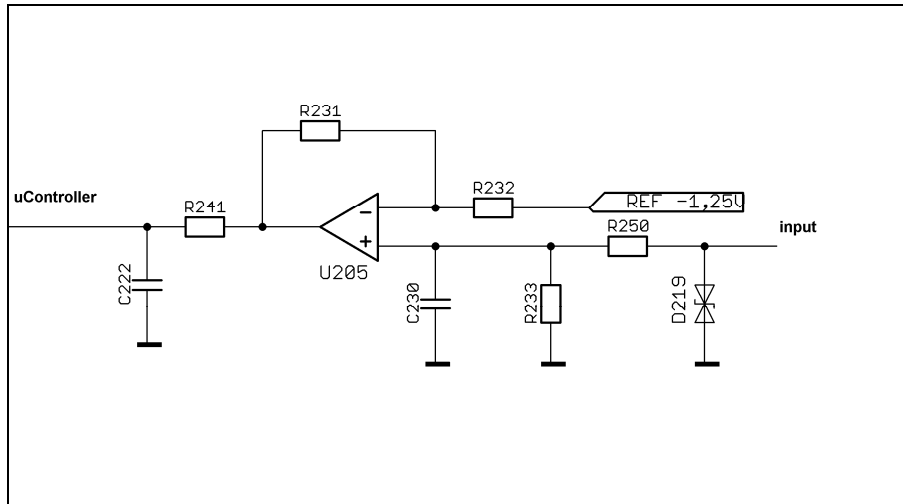 R231
uController
R241
R232
REF -1,25V
input
R250
U205
C222
C230
R233
D219